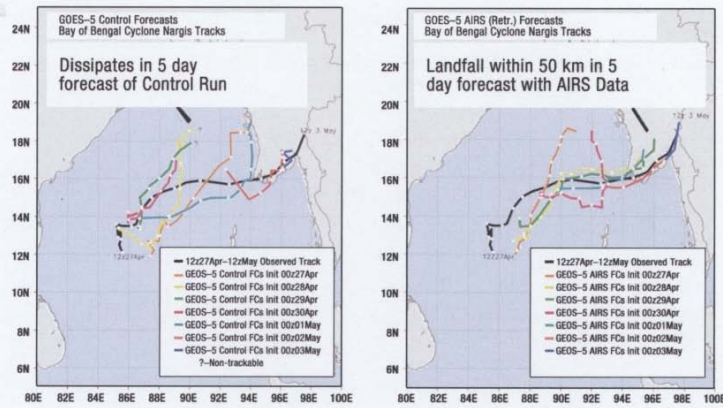 GOES–5 Control Forecasts
Bay of Bengal Cyclone Nargis Tracks
Dissipates in 5 day
forecast of Control Run
24N
22N
20N
18N
16N
14N
12N
10N
8N
6N
12z27Apr
12z27Apr–12zMay Observed Track
GEOS–5 Control FCs Init 00z27Apr
GEOS–5 Control FCs Init 00z28Apr
GEOS–5 Control FCs Init 00z29Apr
GEOS–5 Control FCs Init 00z30Apr
GEOS–5 Control FCs Init 00z01May
GEOS–5 Control FCs Init 00z02May
GEOS–5 Control FCs Init 00z03May
?–Non-trackable
80E 82E 84E 86E 88E 90E 92E 94E 96E 98E 100E
GOES–5 AIRS (Retr.) Forecasts
Bay of Bengal Cyclone Nargis Tracks
Landfall within 50 km in 5
day forecast with AIRS Data
12z 3 May
24N
22N
20N
18N
16N
14N
12N
10N
8N
6N
12Z27Apr
12z27Apr–12zMay Observed Track
GEOS–5 AIRS FCs Init 00z27Apr
GEOS–5 AIRS FCs Init 00z28Apr
GEOS–5 AIRS FCs Init 00z29Apr
GEOS–5 AIRS FCs Init 00z30Apr
GEOS–5 AIRS FCs Init 00z01May
GEOS–5 AIRS FCs Init 00z02May
GEOS–5 AIRS FCs Init 00z03May
80E 82E 84E 86E 88E 90E 92E 94E 96E 98E 100E